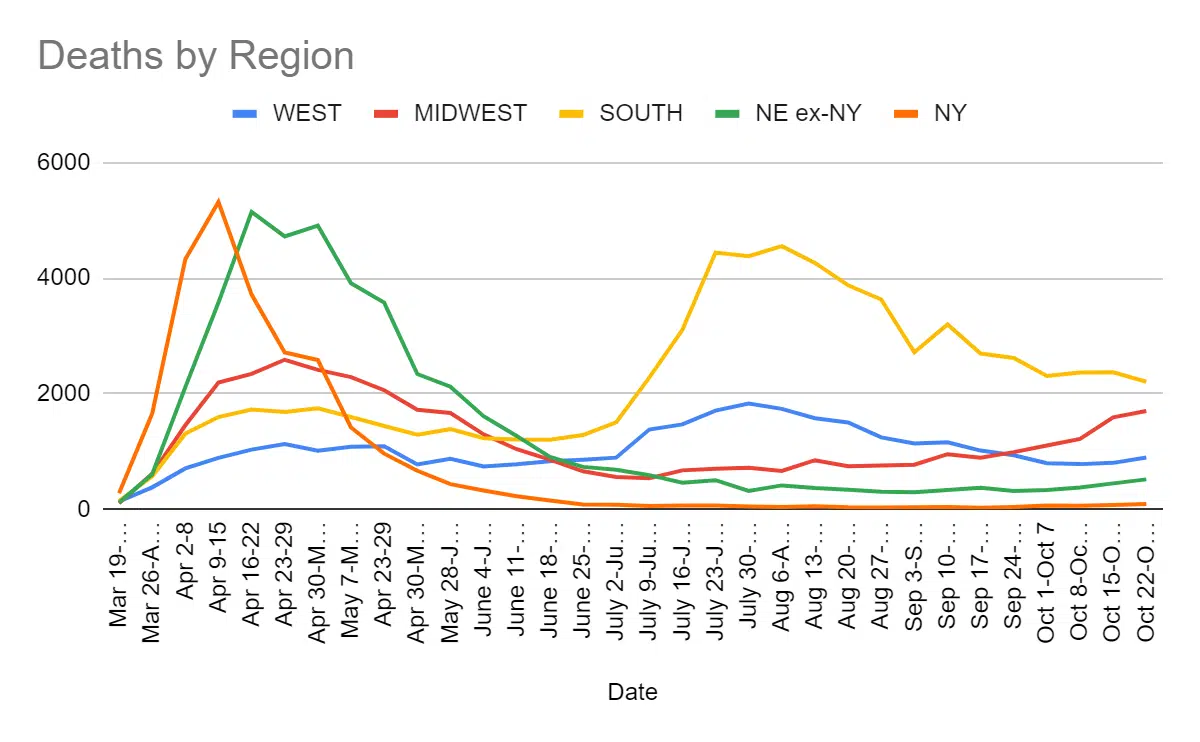 Deaths by Region
WEST MIDWEST SOUTH NE ex-NY NY
6000
4000
2000
0
Mar 19-…
Mar 26-A…
Apr 2-8
Apr 9-15
Apr 16-22
Apr 23-29
Apr 30-M…
May 7-M…
Apr 23-29
Apr 30-M…
May 28-J…
June 4-J…
June 11-…
June 18-…
June 25-…
July 2-Ju…
July 9-Ju…
July 16-J…
July 23-J…
July 30-…
Aug 6-A…
Aug 13-…
Aug 20-…
Aug 27-…
Sep 3-S…
Sep 10-…
Sep 17-…
Sep 24-…
Oct 1-Oct 7
Oct 8-Oc…
Oct 15-O…
Oct 22-O…
Date